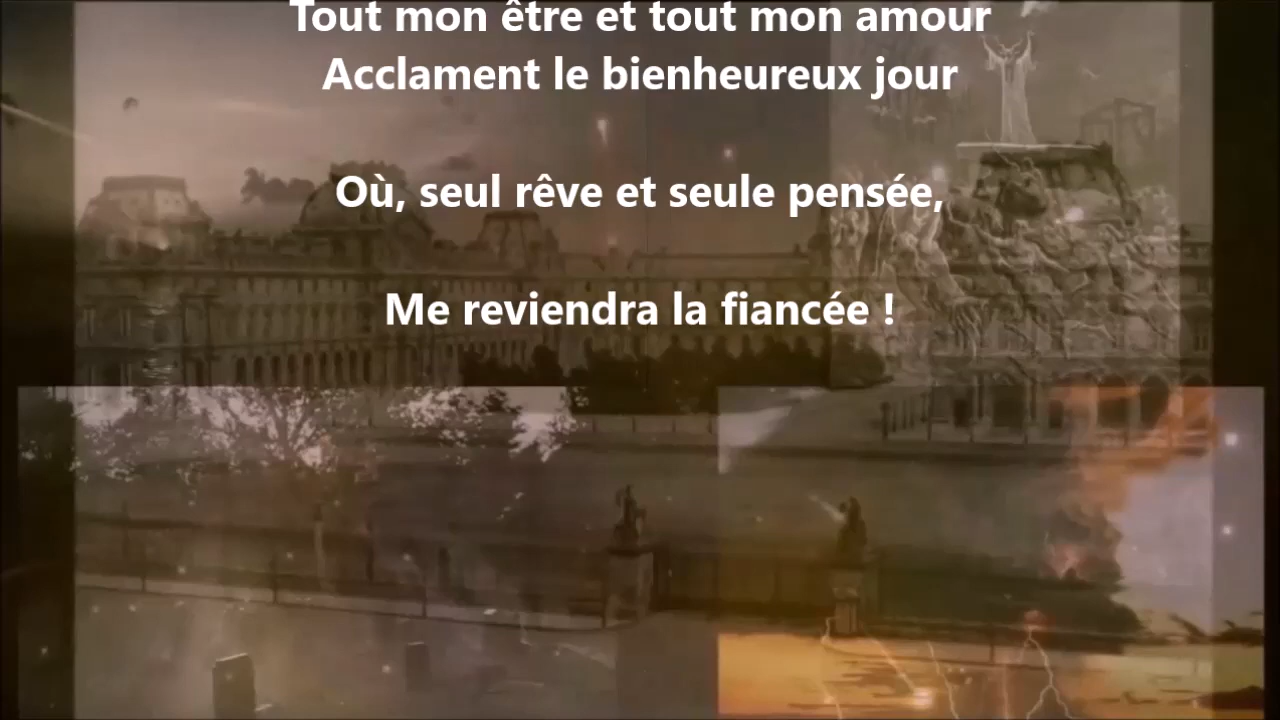 Tout mon être et tout mon amour
Acclament le bienheureux jour
Où, seul rêve et seule pensée,
Me reviendra la fiancée !